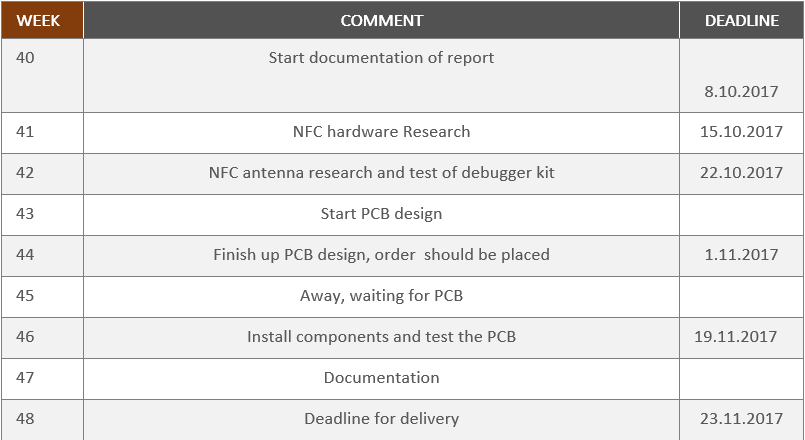 WEEK COMMENT DEADLINE
40 Start documentation of report
8.10.2017
41 NFC hardware Research 15.10.2017
42 NFC antenna research and test of debugger kit 22.10.2017
43 Start PCB design
44 Finish up PCB design, order  should be placed 1.11.2017
45 Away, waiting for PCB
46 Install components and test the PCB 19.11.2017
47 Documentation
48 Deadline for delivery 23.11.2017